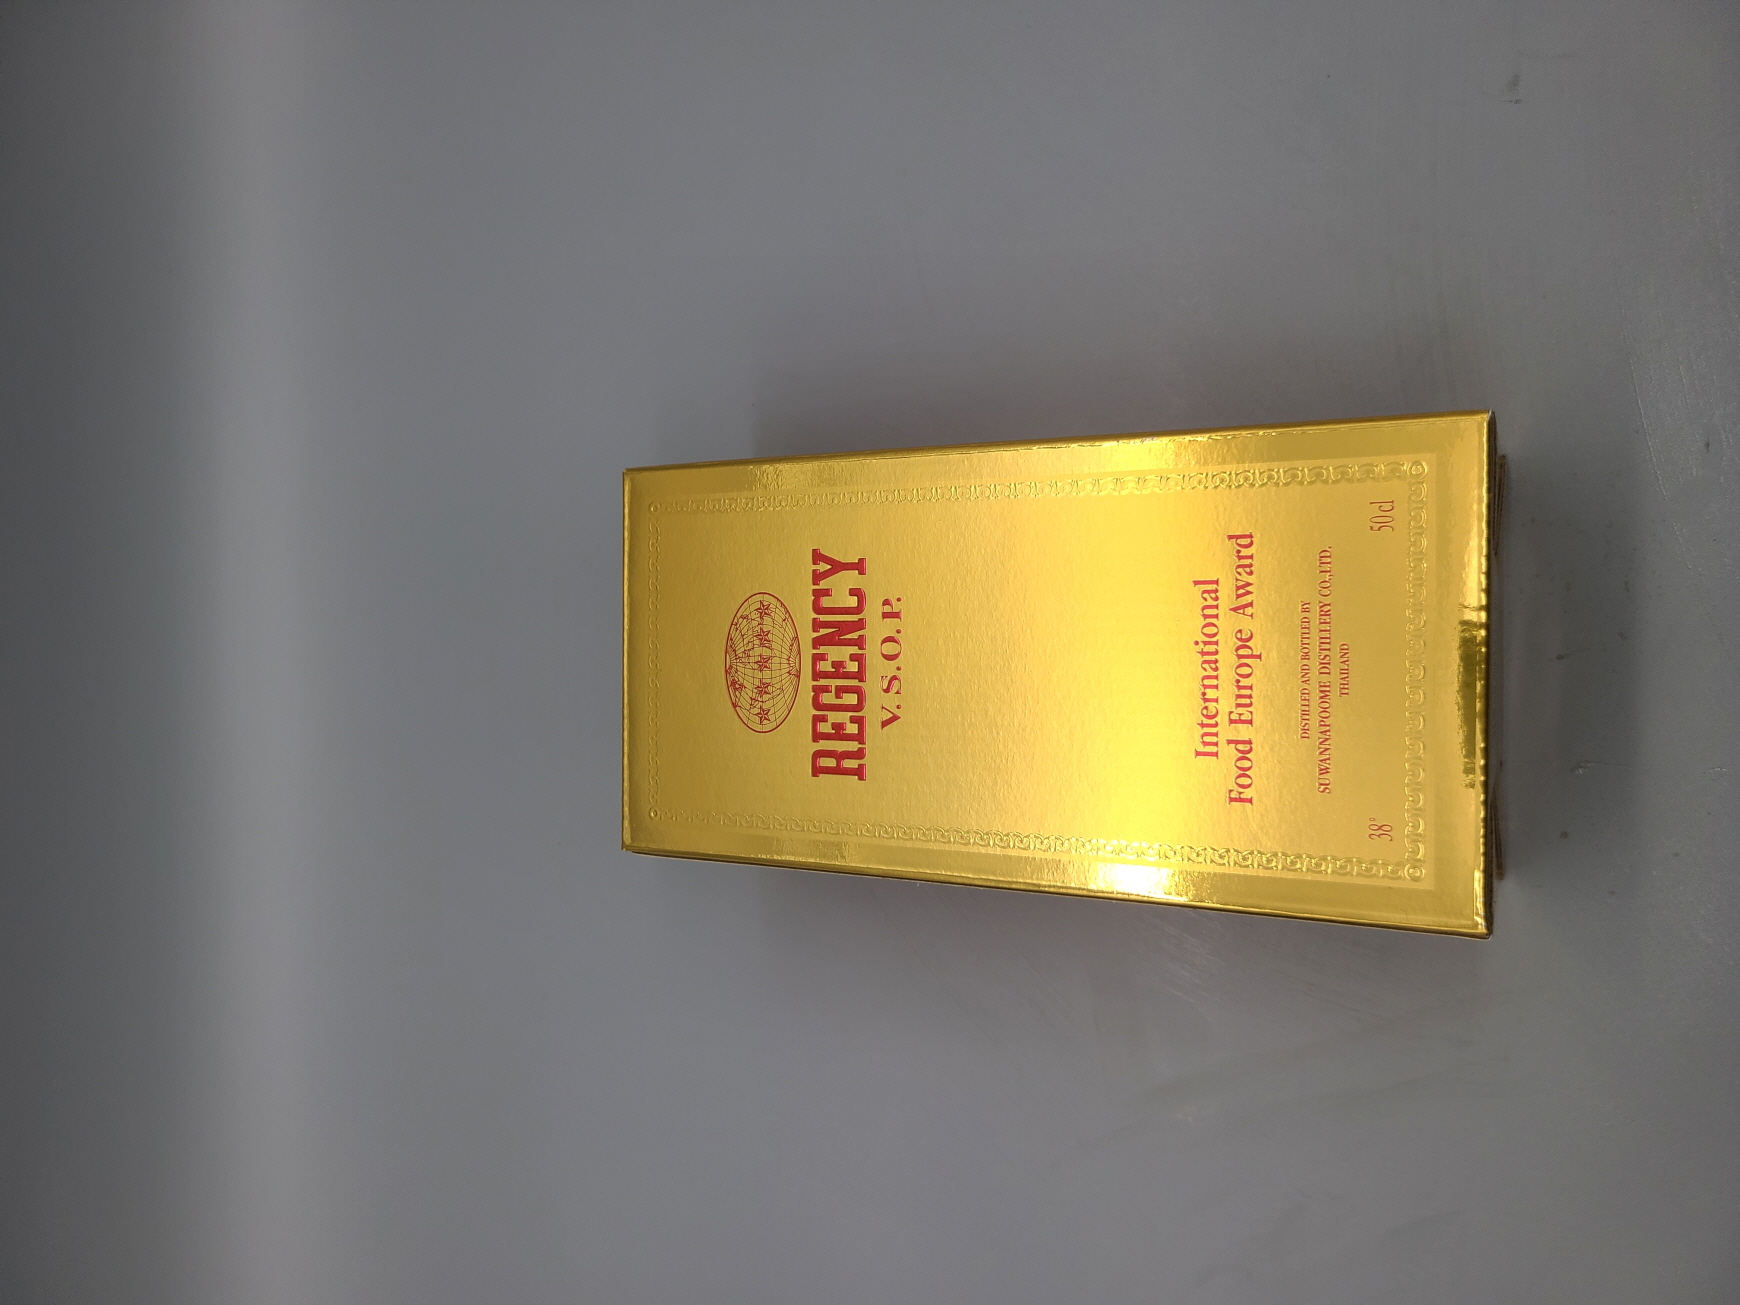 REGENCY
V.S.O.P.
International
Food Europe Award
DISTILLED AND BOTTLED BY
SUWANNAPOOME DISTILLERY CO.,LTD.
THAILAND
38° 50cl